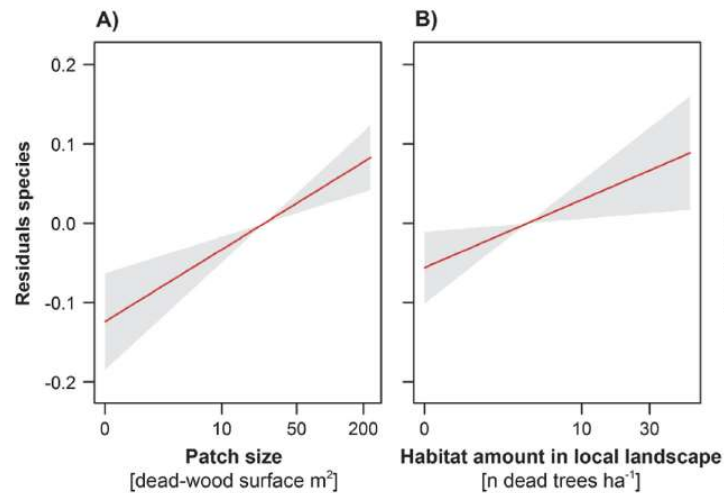 A)
B)
Residuals species
0.2
0.1
0.0
-0.1
-0.2
0 10 50 200
0 10 30
Patch size
[dead-wood surface m²]
Habitat amount in local landscape
[n dead trees ha⁻¹]